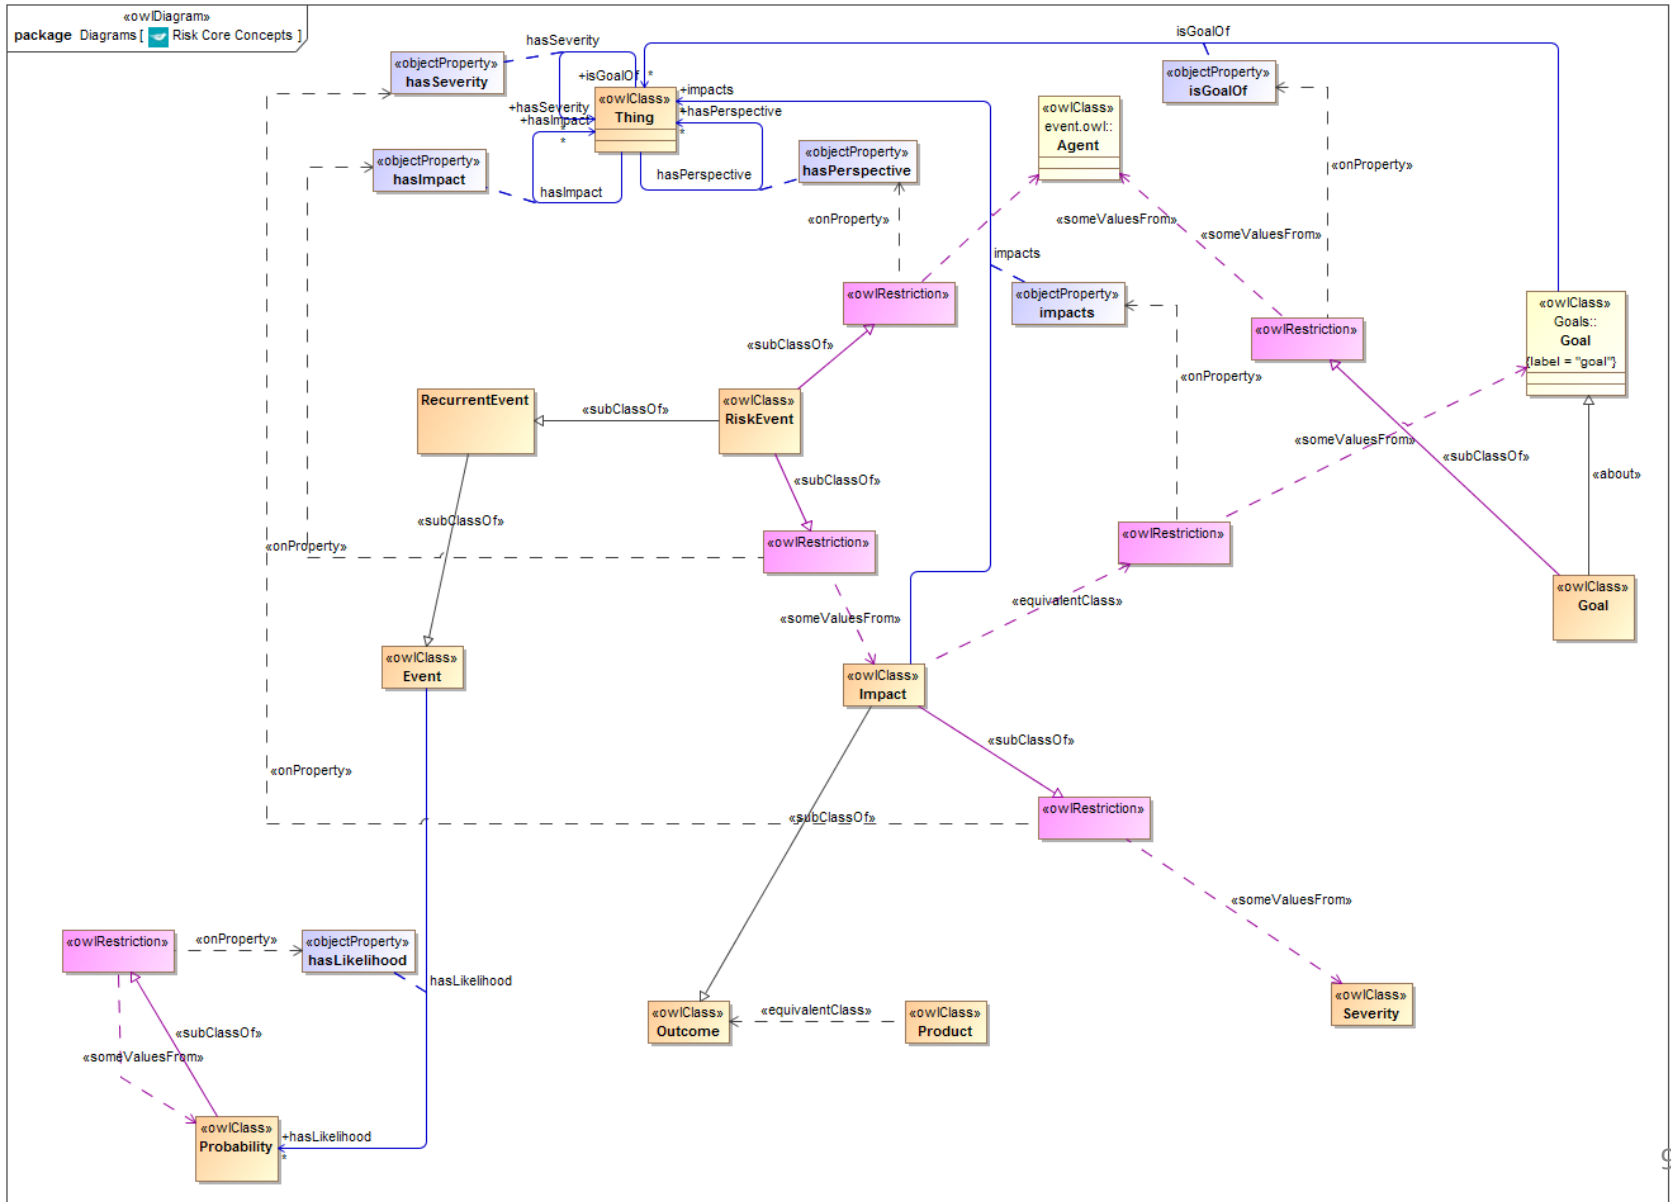 «owlDiagram»
package Diagrams [ Risk Core Concepts ]
hasSeverity
isGoalOf
«objectProperty»
hasSeverity
+isGoalOf
*
«objectProperty»
isGoalOf
+impacts
«owlClass»
Thing
+hasSeverity
+hasImpact
*
*
*
+hasPerspective
*
«owlClass»
event.owl::
Agent
«objectProperty»
hasImpact
hasImpact
hasPerspective
«objectProperty»
hasPerspective
«onProperty»
«onProperty»
«someValuesFrom»
«someValuesFrom»
impacts
«owlRestriction»
«objectProperty»
impacts
«owlRestriction»
«owlClass»
Goals::
Goal
{label = "goal"}
«subClassOf»
«onProperty»
RecurrentEvent
«subClassOf»
«owlClass»
RiskEvent
«someValuesFrom»
«subClassOf»
«about»
«subClassOf»
«subClassOf»
«onProperty»
«owlRestriction»
«owlRestriction»
«equivalentClass»
«owlClass»
Goal
«someValuesFrom»
«owlClass»
Event
«owlClass»
Impact
«onProperty»
«subClassOf»
«subClassOf»
«owlRestriction»
«someValuesFrom»
«owlRestriction»
«onProperty»
«objectProperty»
hasLikelihood
hasLikelihood
«owlClass»
Outcome
«equivalentClass»
«owlClass»
Product
«owlClass»
Severity
«subClassOf»
«someValuesFrom»
«owlClass»
Probability
+hasLikelihood
*